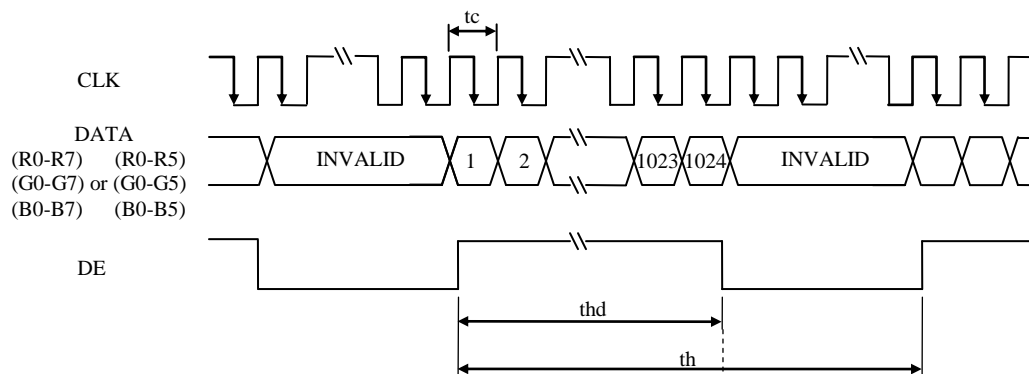 tc
CLK
DATA
(R0-R7) (R0-R5)
(G0-G7) or (G0-G5)
(B0-B7) (B0-B5)
INVALID 1 2 1023 1024 INVALID
DE
thd
th